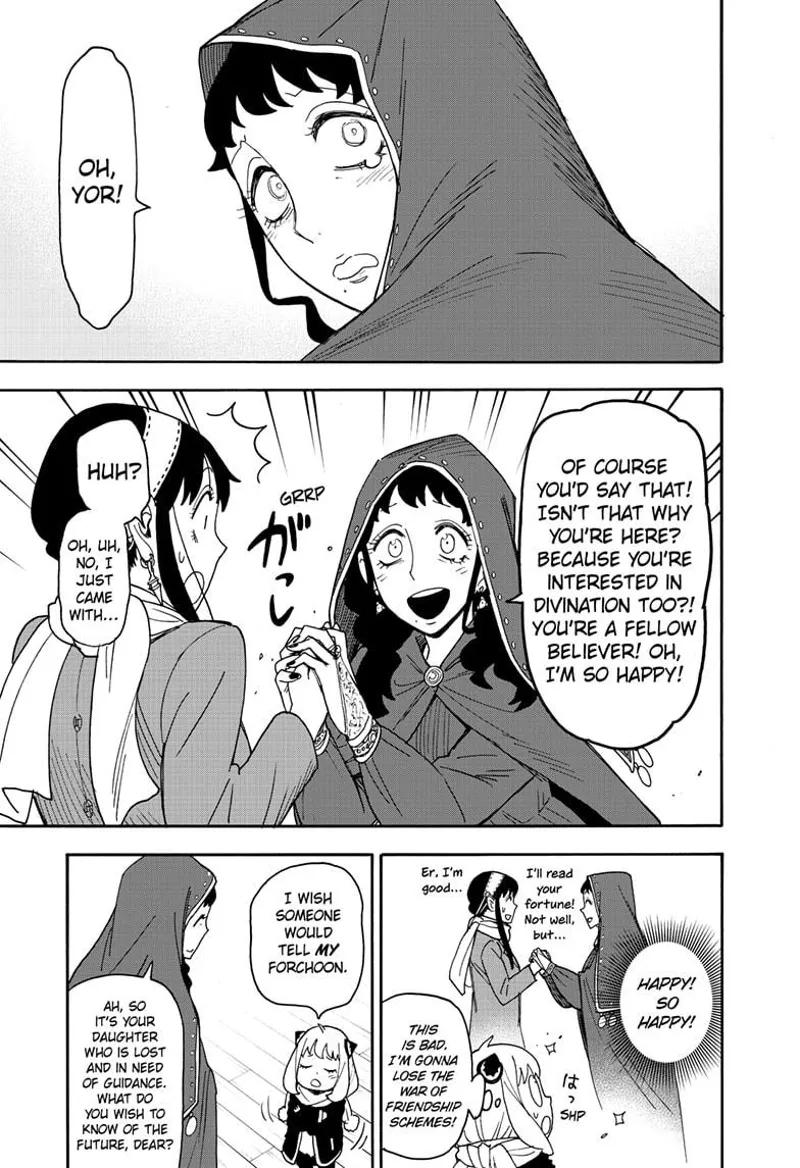 OH,
YOR!
OF COURSE
YOU'D SAY THAT!
ISN'T THAT WHY
YOU'RE HERE?
BECAUSE YOU'RE
INTERESTED IN
DIVINATION TOO?!
YOU'RE A FELLOW
BELIEVER! OH,
I'M SO HAPPY!
GRRP
がこし
HUH?
OH, UH,
NO, I
JUST
CAME
WITH...
I'll read
your
fortune!
Not well,
but...
Er, I'm
good...
HAPPY!
SO
HAPPY!
THIS
IS BAD.
I'M GONNA
LOSE THE
WAR OF
FRIENDSHIP
SCHEMES!
はっ
SHP
I WISH
SOMEONE
WOULD
TELL MY
FORCHOON.
AH, SO
IT'S YOUR
DAUGHTER
WHO IS LOST
AND IN NEED
OF GUIDANCE.
WHAT DO
YOU WISH
TO KNOW OF
THE FUTURE,
DEAR?